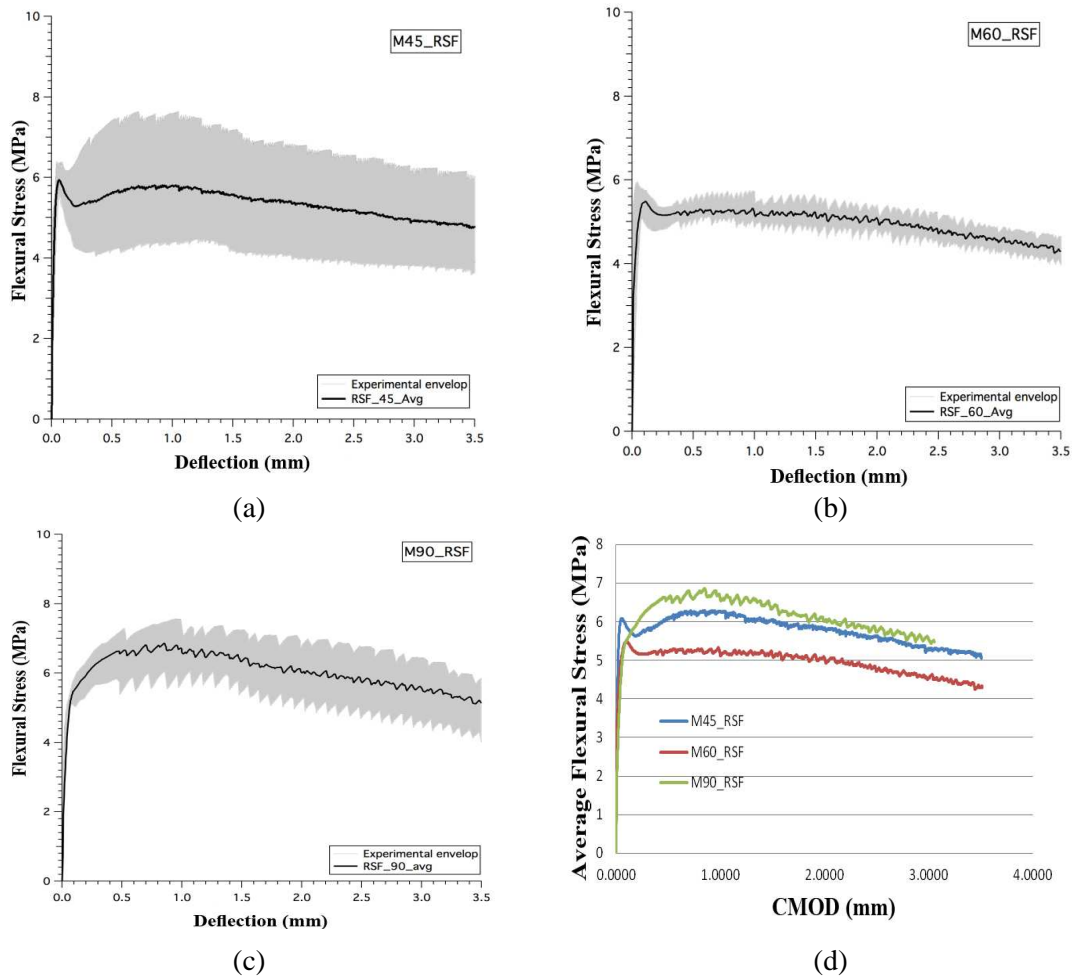 10
8
6
4
2
0
Flexural Stress (MPa)
M45_RSF
Experimental envelop
RSF_45_Avg
0.0 0.5 1.0 1.5 2.0 2.5 3.0 3.5
Deflection (mm)
(a)
10
8
6
4
2
0
Flexural Stress (MPa)
M60_RSF
Experimental envelop
RSF_60_Avg
0.0 0.5 1.0 1.5 2.0 2.5 3.0 3.5
Deflection (mm)
(b)
10
8
6
4
2
0
Flexural Stress (MPa)
M90_RSF
Experimental envelop
RSF_90_avg
0.0 0.5 1.0 1.5 2.0 2.5 3.0 3.5
Deflection (mm)
(c)
8
7
6
5
4
3
2
1
0
Average Flexural Stress (MPa)
M45_RSF
M60_RSF
M90_RSF
0.0000 1.0000 2.0000 3.0000 4.0000
CMOD (mm)
(d)